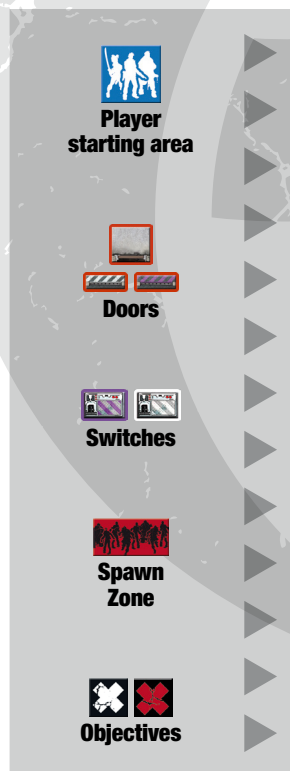 Player
starting area
Doors
Switches
Spawn
Zone
Objectives